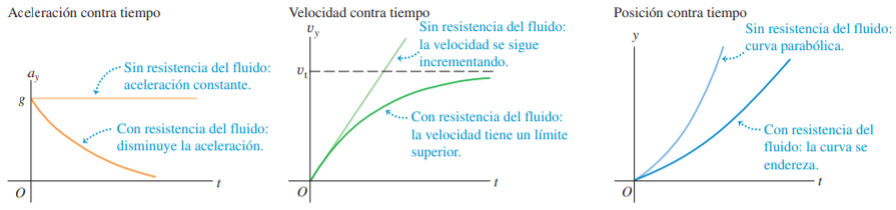 Aceleración contra tiempo
a_y
Sin resistencia del fluido:
aceleración constante.
g
Con resistencia del fluido:
disminuye la aceleración.
O
t
Velocidad contra tiempo
v_y
Sin resistencia del fluido:
la velocidad se sigue
incrementando.
v_t
Con resistencia del fluido:
la velocidad tiene un límite
superior.
O
t
Posición contra tiempo
y
Sin resistencia del fluido:
curva parabólica.
Con resistencia del
fluido: la curva se
endereza.
O
t